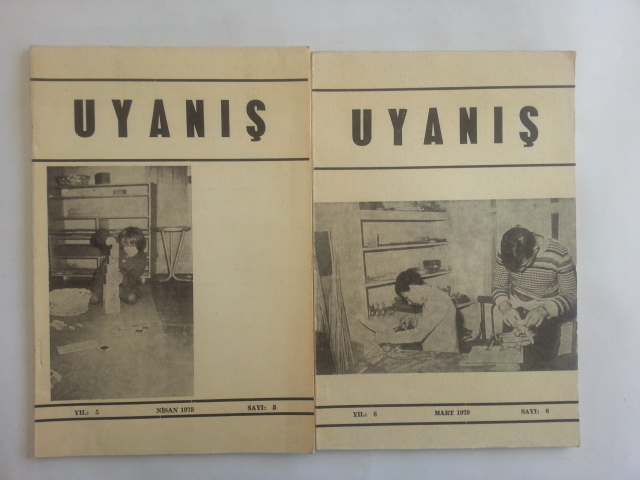 UYANIŞ
YIL: 5 NİSAN 1978 SAYI: 5
UYANIŞ
YIL: 6 MART 1979 SAYI: 6